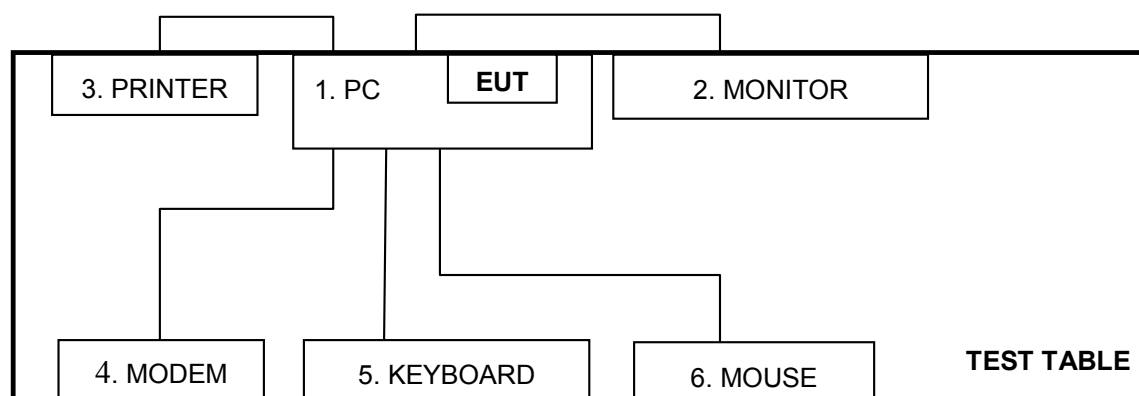 3. PRINTER
1. PC
EUT
2. MONITOR
4. MODEM
5. KEYBOARD
6. MOUSE
TEST TABLE